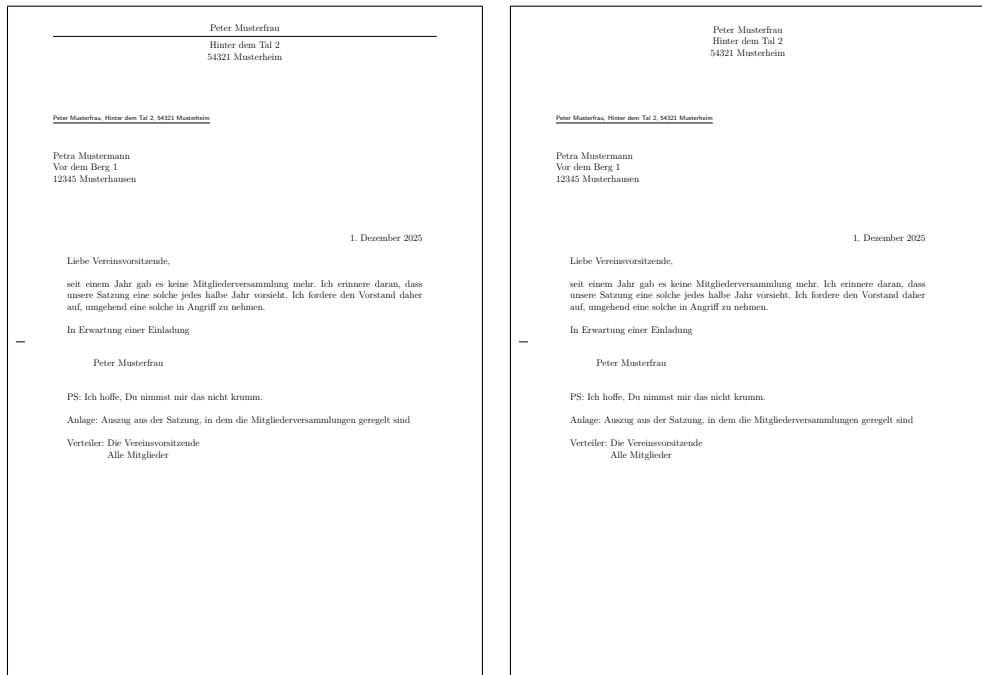 Peter Musterfrau
Hinter dem Tal 2
54321 Musterheim
Peter Musterfrau, Hinter dem Tal 2, 54321 Musterheim
Petra Mustermann
Vor dem Berg 1
12345 Musterhausen
1. Dezember 2025
Liebe Vereinsvorsitzende,
seit einem Jahr gab es keine Mitgliederversammlung mehr. Ich erinnere daran, dass
unsere Satzung eine solche jedes halbe Jahr vorsieht. Ich fordere den Vorstand daher
auf, umgehend eine solche in Angriff zu nehmen.
In Erwartung einer Einladung
Peter Musterfrau
PS: Ich hoffe, Du nimmst mir das nicht krumm.
Anlage: Auszug aus der Satzung, in dem die Mitgliederversammlungen geregelt sind
Verteiler: Die Vereinsvorsitzende
Alle Mitglieder
Peter Musterfrau
Hinter dem Tal 2
54321 Musterheim
Peter Musterfrau, Hinter dem Tal 2, 54321 Musterheim
Petra Mustermann
Vor dem Berg 1
12345 Musterhausen
1. Dezember 2025
Liebe Vereinsvorsitzende,
seit einem Jahr gab es keine Mitgliederversammlung mehr. Ich erinnere daran, dass
unsere Satzung eine solche jedes halbe Jahr vorsieht. Ich fordere den Vorstand daher
auf, umgehend eine solche in Angriff zu nehmen.
In Erwartung einer Einladung
Peter Musterfrau
PS: Ich hoffe, Du nimmst mir das nicht krumm.
Anlage: Auszug aus der Satzung, in dem die Mitgliederversammlungen geregelt sind
Verteiler: Die Vereinsvorsitzende
Alle Mitglieder